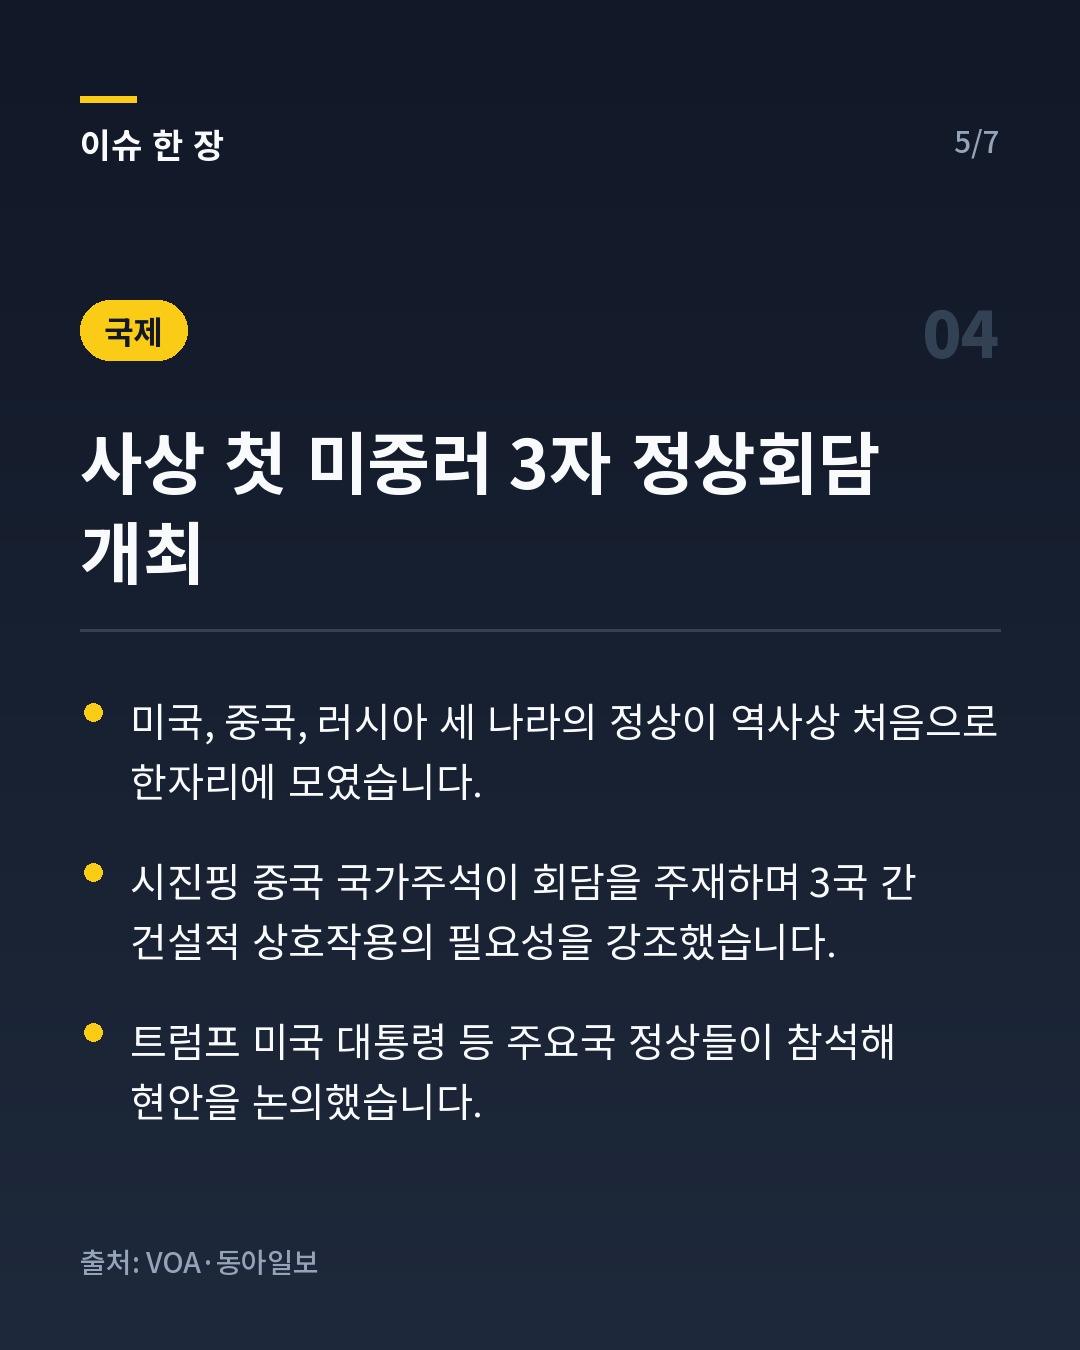 이슈 한 장
5/7
국제
04
사상 첫 미중러 3자 정상회담
개최
미국, 중국, 러시아 세 나라의 정상이 역사상 처음으로
한자리에 모였습니다.
시진핑 중국 국가주석이 회담을 주재하며 3국 간
건설적 상호작용의 필요성을 강조했습니다.
트럼프 미국 대통령 등 주요국 정상들이 참석해
현안을 논의했습니다.
출처: VOA·동아일보